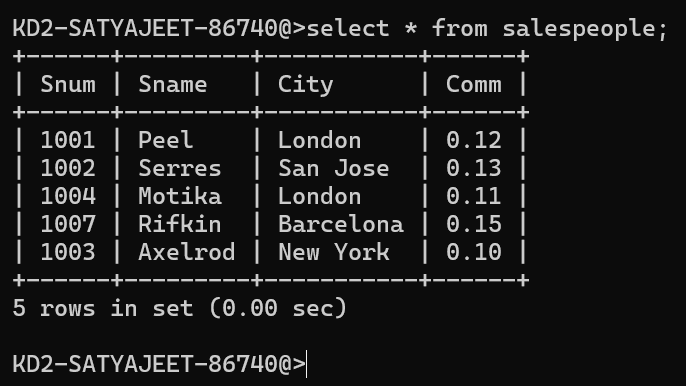 KD2-SATYAJEET-86740@>select * from salespeople;
+------+---------+-----------+------+
| Snum | Sname   | City      | Comm |
+------+---------+-----------+------+
| 1001 | Peel    | London    | 0.12 |
| 1002 | Serres  | San Jose  | 0.13 |
| 1004 | Motika  | London    | 0.11 |
| 1007 | Rifkin  | Barcelona | 0.15 |
| 1003 | Axelrod | New York  | 0.10 |
+------+---------+-----------+------+
5 rows in set (0.00 sec)
KD2-SATYAJEET-86740@>